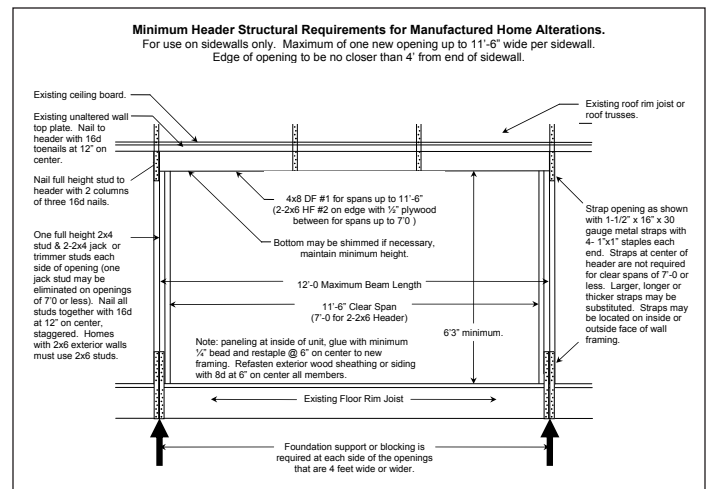 Minimum Header Structural Requirements for Manufactured Home Alterations.
For use on sidewalls only. Maximum of one new opening up to 11'-6" wide per sidewall.
Edge of opening to be no closer than 4' from end of sidewall.
Existing ceiling board.
Existing unaltered wall
top plate. Nail to
header with 16d
toenails at 12" on
center.
Nail full height stud to
header with 2 columns
of three 16d nails.
One full height 2x4
stud & 2-2x4 jack or
trimmer studs each
side of opening (one
jack stud may be
eliminated on openings
of 7'0 or less). Nail all
studs together with 16d
at 12" on center,
staggered. Homes
with 2x6 exterior walls
must use 2x6 studs.
4x8 DF #1 for spans up to 11'-6"
(2-2x6 HF #2 on edge with ½" plywood
between for spans up to 7'0 )
Bottom may be shimmed if necessary,
maintain minimum height.
12'-0 Maximum Beam Length
11'-6" Clear Span
(7'-0 for 2-2x6 Header)
6'3" minimum.
Note: paneling at inside of unit, glue with minimum
¼" bead and restaple @ 6" on center to new
framing. Refasten exterior wood sheathing or siding
with 8d at 6" on center all members.
Existing Floor Rim Joist
Foundation support or blocking is
required at each side of the openings
that are 4 feet wide or wider.
Existing roof rim joist or
roof trusses.
Strap opening as shown
with 1-1/2" x 16" x 30
gauge metal straps with
4- 1"x1" staples each
end. Straps at center of
header are not required
for clear spans of 7'-0 or
less. Larger, longer or
thicker straps may be
substituted. Straps may
be located on inside or
outside face of wall
framing.